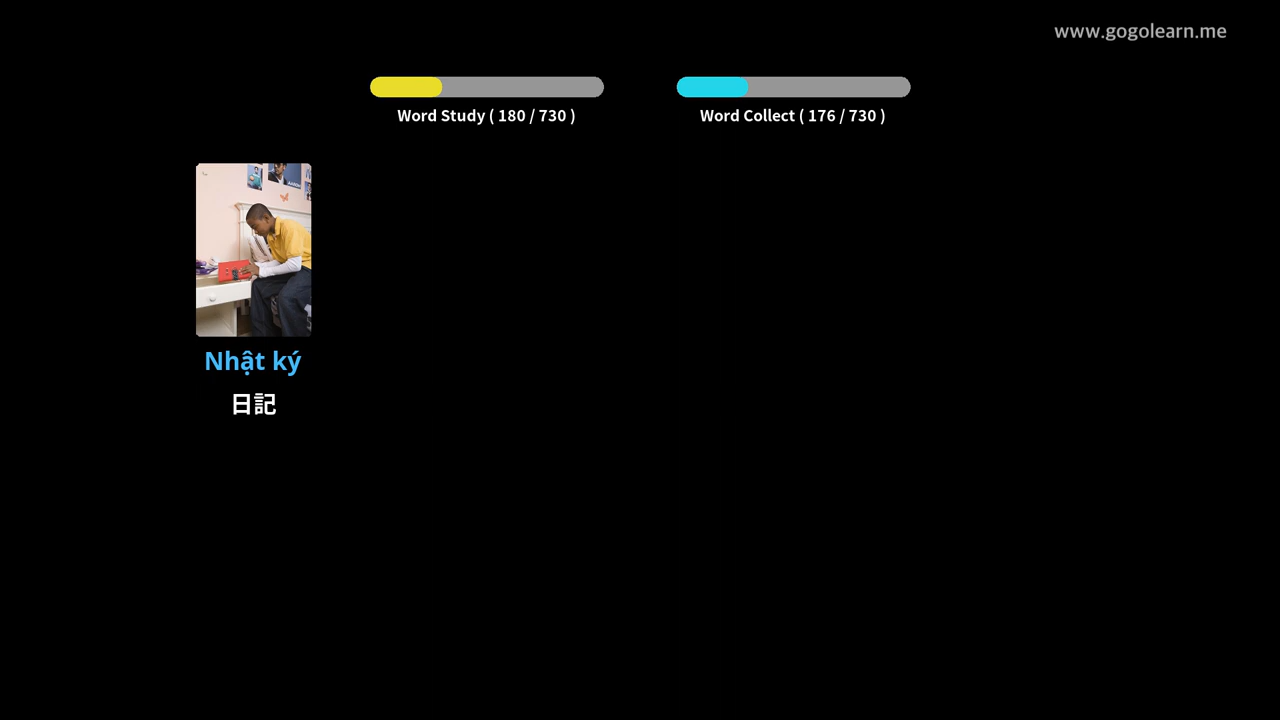 www.gogolearn.me
Word Study ( 180 / 730 )
Word Collect ( 176 / 730 )
Nhật ký
日記